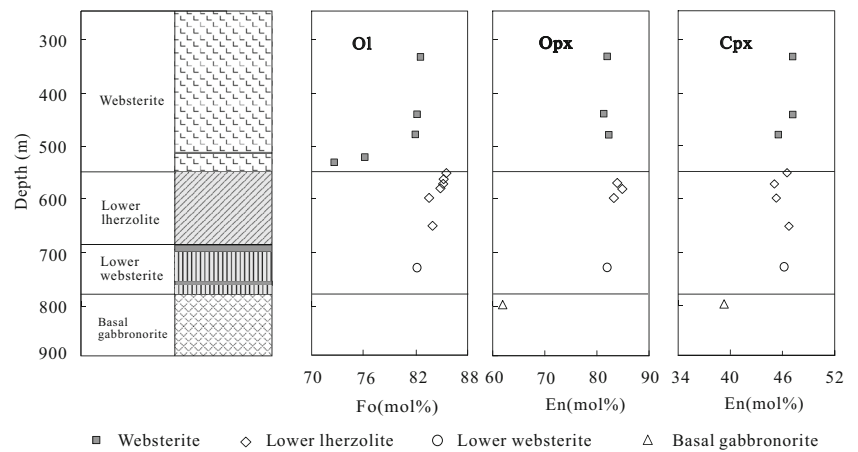 Ol
Opx
Cpx
Depth (m)
300
400
500
600
700
800
900
Websterite
Lower
lherzolite
Lower
websterite
Basal
gabbronorite
70 76 82 88
60 70 80 90
34 40 46 52
Fo(mol%)
En(mol%)
En(mol%)
Websterite
Lower lherzolite
Lower websterite
Basal gabbronorite